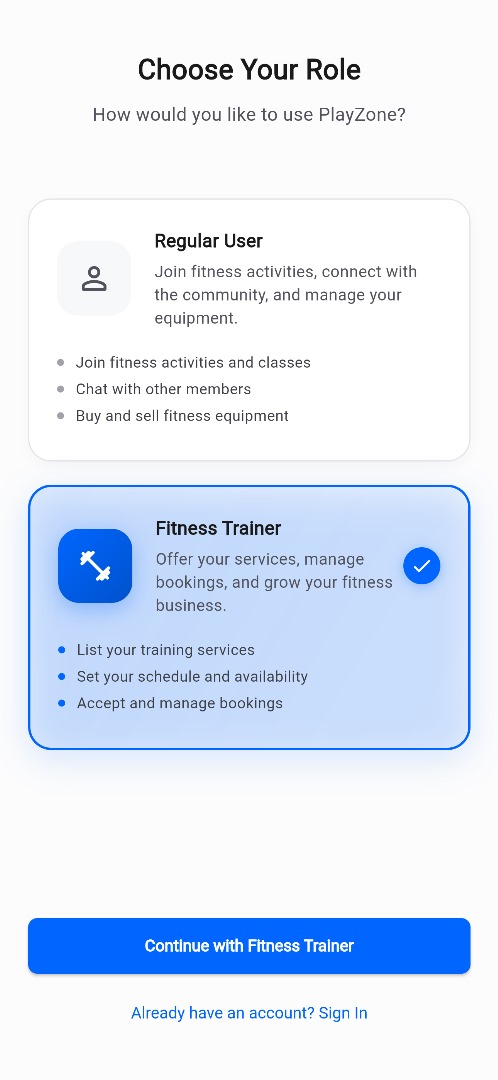 Choose Your Role
How would you like to use PlayZone?
Regular User
Join fitness activities, connect with
the community, and manage your
equipment.
Join fitness activities and classes
Chat with other members
Buy and sell fitness equipment
Fitness Trainer
Offer your services, manage
bookings, and grow your fitness
business.
List your training services
Set your schedule and availability
Accept and manage bookings
Continue with Fitness Trainer
Already have an account? Sign In